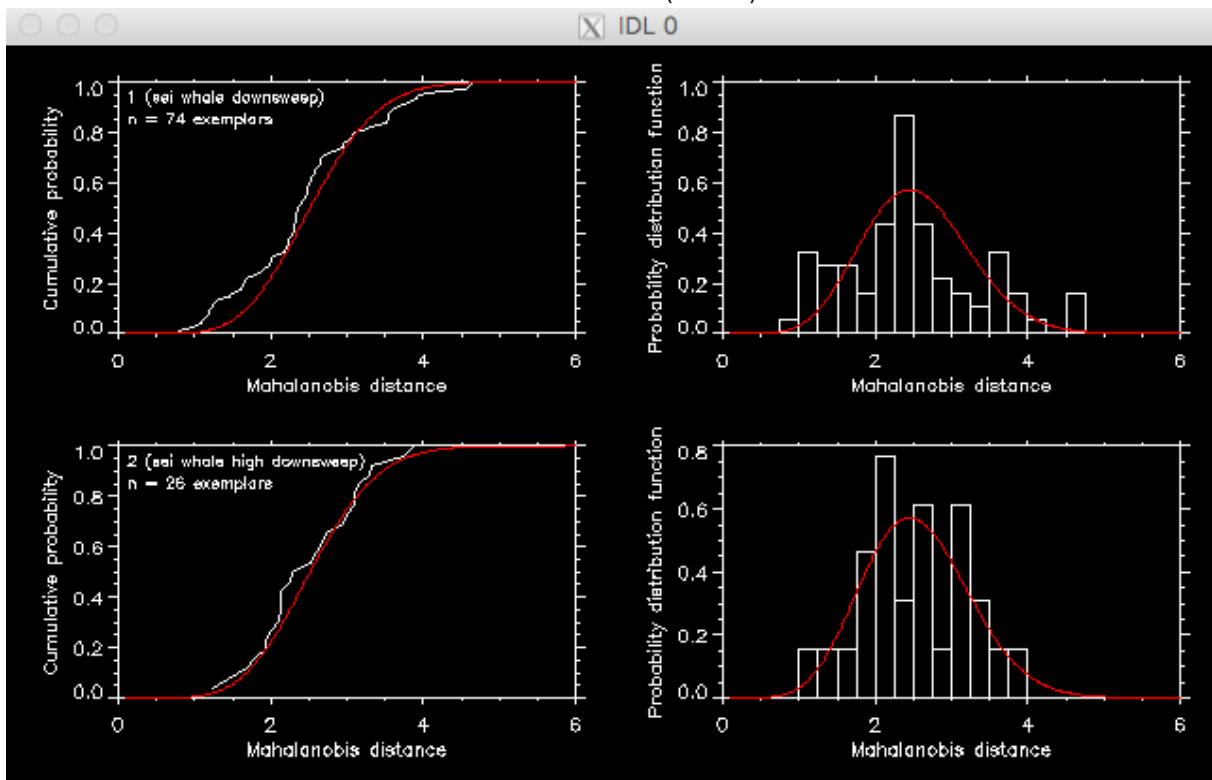 IDL 0
1 (sei whale downsweep)
n = 74 exemplars
Cumulative probability
1.0
0.8
0.6
0.4
0.2
0.0
0 2 4 6
Mahalanobis distance
Probability distribution function
1.0
0.8
0.6
0.4
0.2
0.0
0 2 4 6
Mahalanobis distance
2 (sei whale high downsweep)
n = 26 exemplars
Cumulative probability
1.0
0.8
0.6
0.4
0.2
0.0
0 2 4 6
Mahalanobis distance
Probability distribution function
0.8
0.6
0.4
0.2
0.0
0 2 4 6
Mahalanobis distance